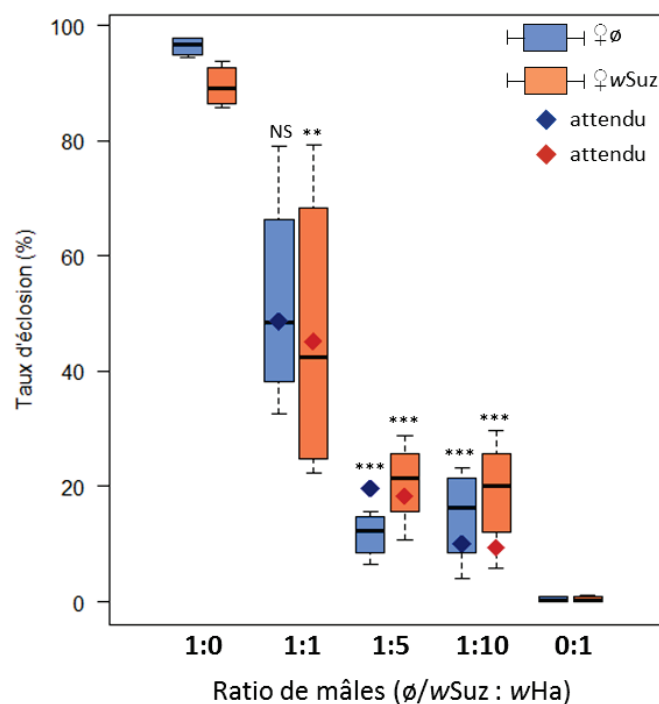 100
80
60
40
20
0
Taux d'éclosion (%)
♀ø
♀wSuz
attendu
attendu
NS
**
***
***
***
***
1:0 1:1 1:5 1:10 0:1
Ratio de mâles (ø/wSuz : wHa)